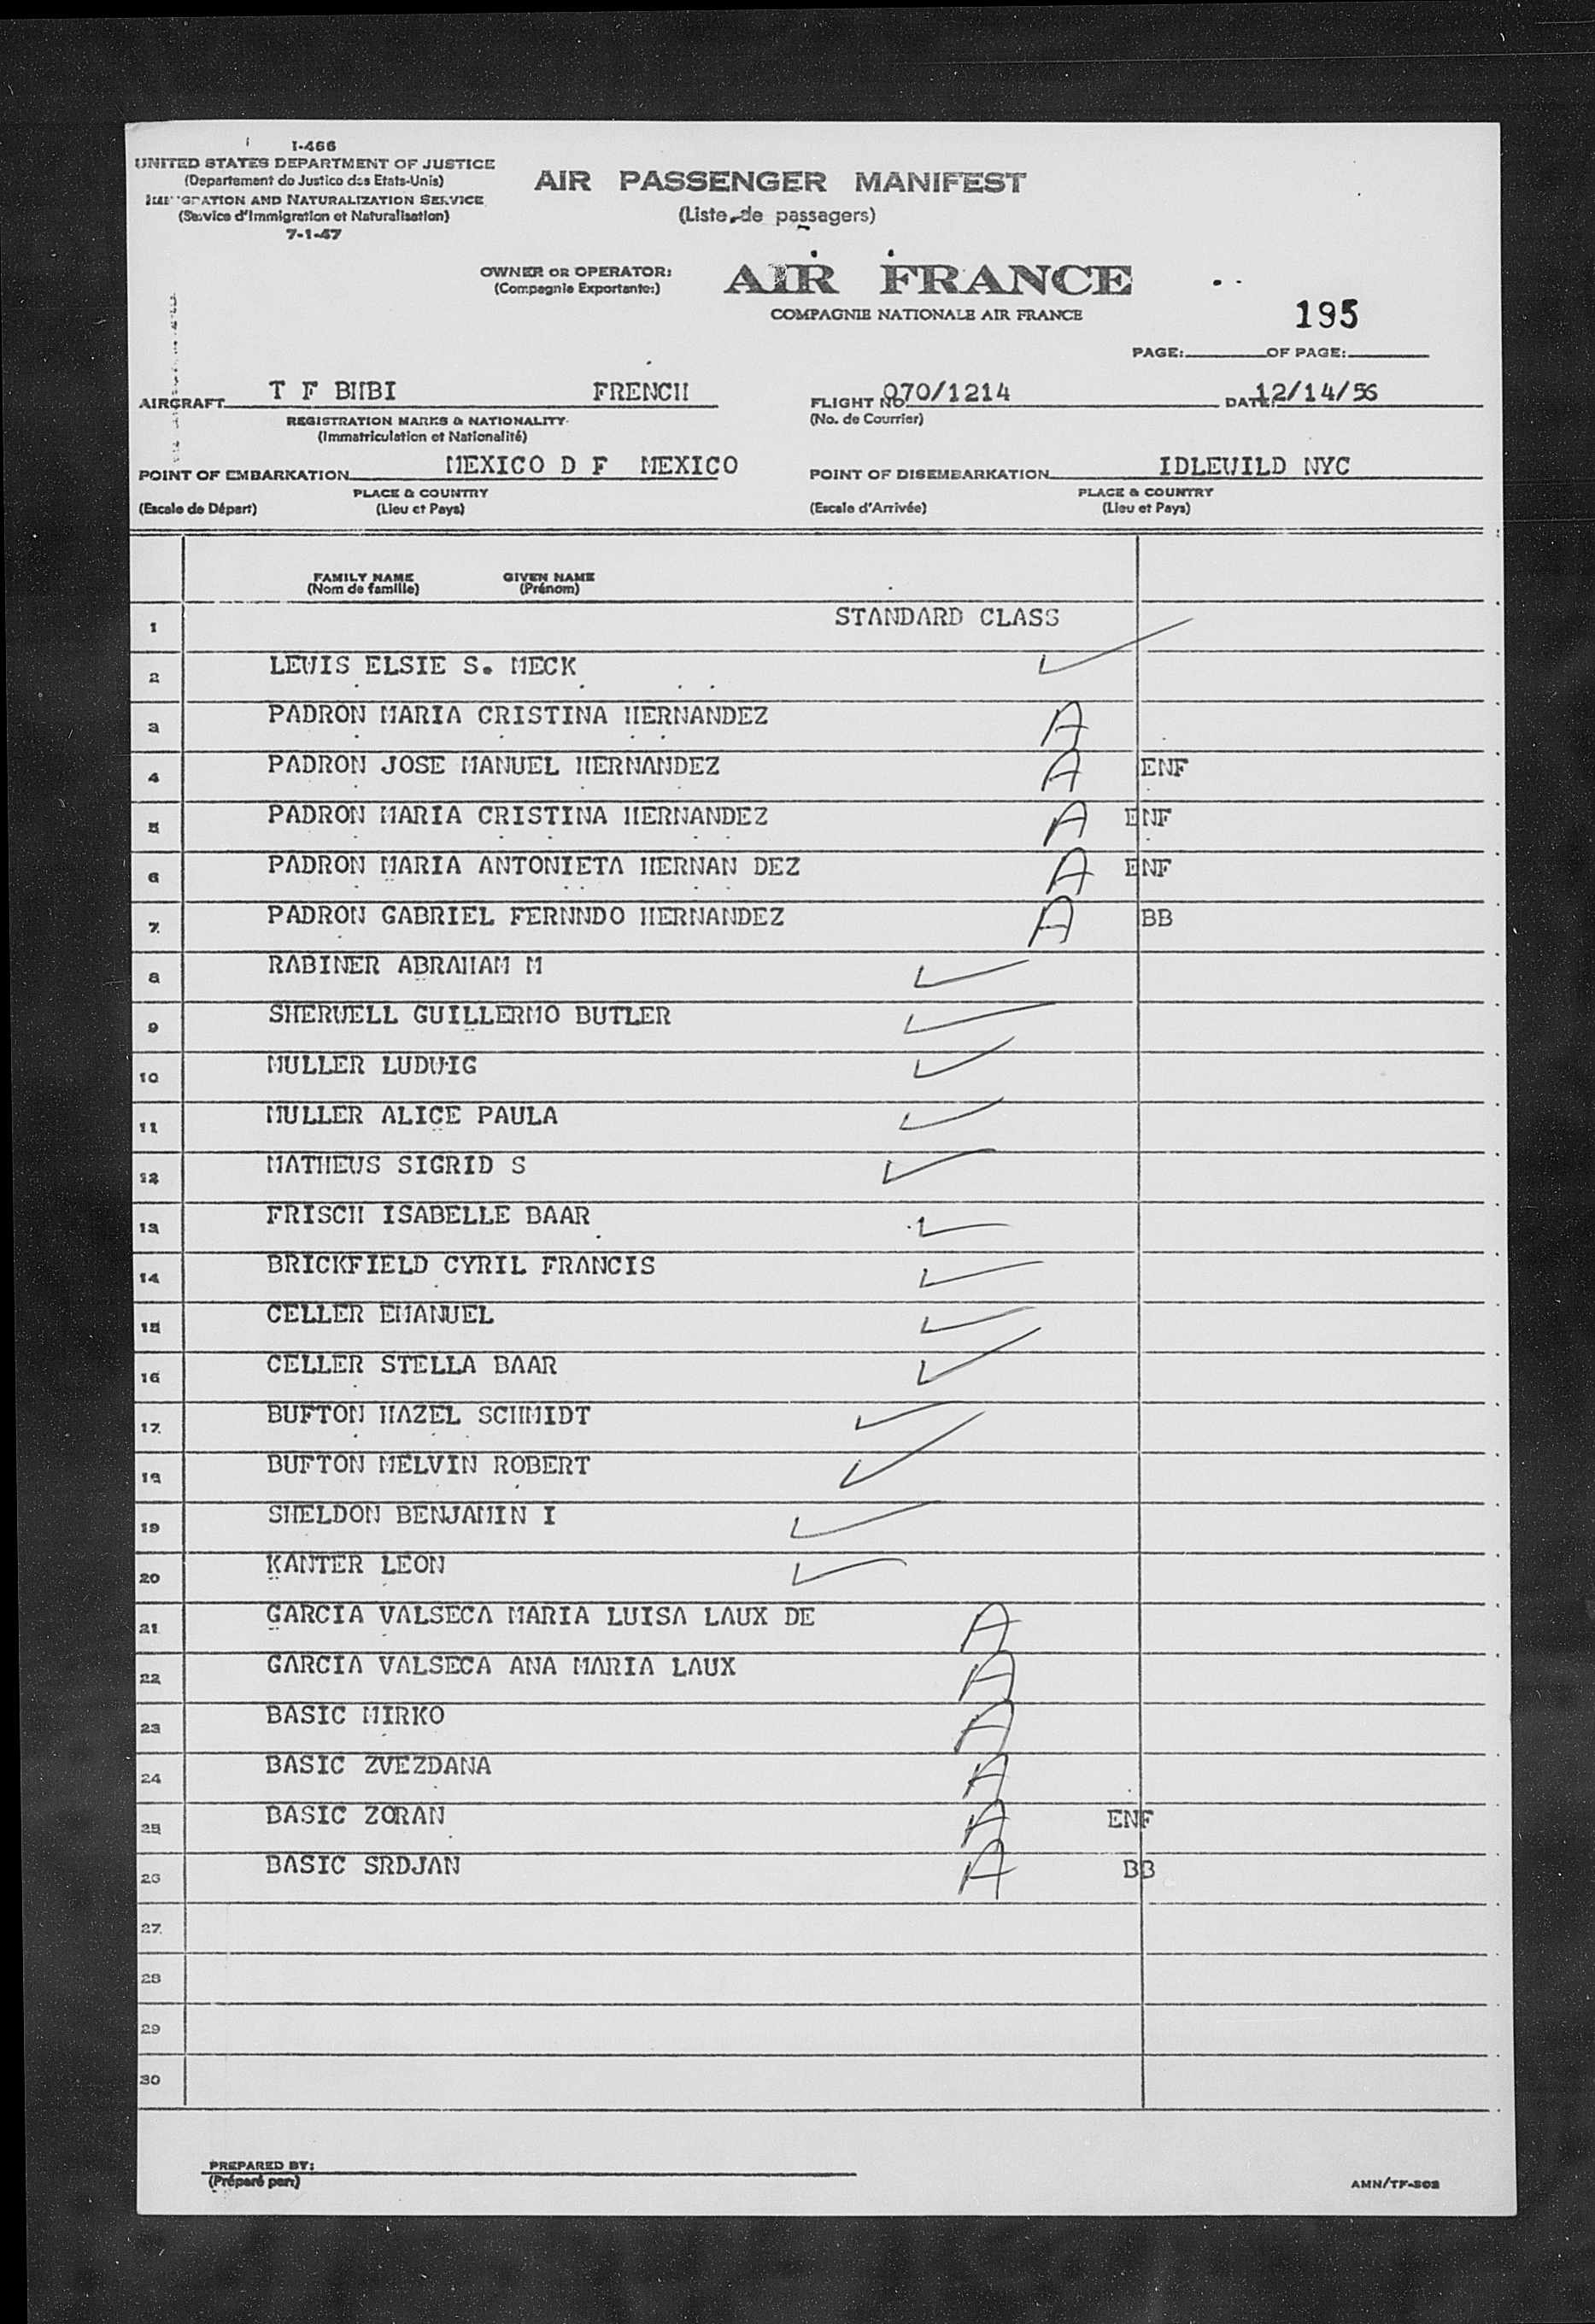 I-466
UNITED STATES DEPARTMENT OF JUSTICE
(Departement de Justice des Etats-Unis)
IMMIGRATION AND NATURALIZATION SERVICE
(Service d'Immigration et Naturalisation)
7-1-47
AIR PASSENGER MANIFEST
(Liste de passagers)
OWNER OR OPERATOR:
(Compagnie Exportante:)
AIR FRANCE
COMPAGNIE NATIONALE AIR FRANCE
195
PAGE: OF PAGE:
AIRCRAFT T F BHBI FRENCH
REGISTRATION MARKS & NATIONALITY
(Immatriculation et Nationalité)
FLIGHT NO. 070/1214 DATE: 12/14/56
(No. de Courrier)
POINT OF EMBARKATION MEXICO D F MEXICO
PLACE & COUNTRY
(Escale de Départ) (Lieu et Pays)
POINT OF DISEMBARKATION IDLEWILD NYC
PLACE & COUNTRY
(Escale d'Arrivée) (Lieu et Pays)
FAMILY NAME GIVEN NAME
(Nom de famille) (Prénom)
1 STANDARD CLASS
2 LEWIS ELSIE S. MECK
3 PADRON MARIA CRISTINA HERNANDEZ A
4 PADRON JOSE MANUEL HERNANDEZ A ENF
5 PADRON MARIA CRISTINA HERNANDEZ A ENF
6 PADRON MARIA ANTONIETA HERNAN DEZ A ENF
7 PADRON GABRIEL FERNNDO HERNANDEZ A BB
8 RABINER ABRAHAM M
9 SHERWELL GUILLERMO BUTLER
10 MULLER LUDWIG
11 MULLER ALICE PAULA
12 MATHEUS SIGRID S
13 FRISCH ISABELLE BAAR
14 BRICKFIELD CYRIL FRANCIS
15 CELLER EMANUEL
16 CELLER STELLA BAAR
17 BUFTON HAZEL SCHMIDT
18 BUFTON MELVIN ROBERT
19 SHELDON BENJAMIN I
20 KANTER LEON
21 GARCIA VALSECA MARIA LUISA LAUX DE A
22 GARCIA VALSECA ANA MARIA LAUX A
23 BASIC MIRKO A
24 BASIC ZVEZDANA A
25 BASIC ZORAN A ENF
26 BASIC SRDJAN A BB
27
28
29
30
PREPARED BY:
(Préparé par:)
AMN/TF-802